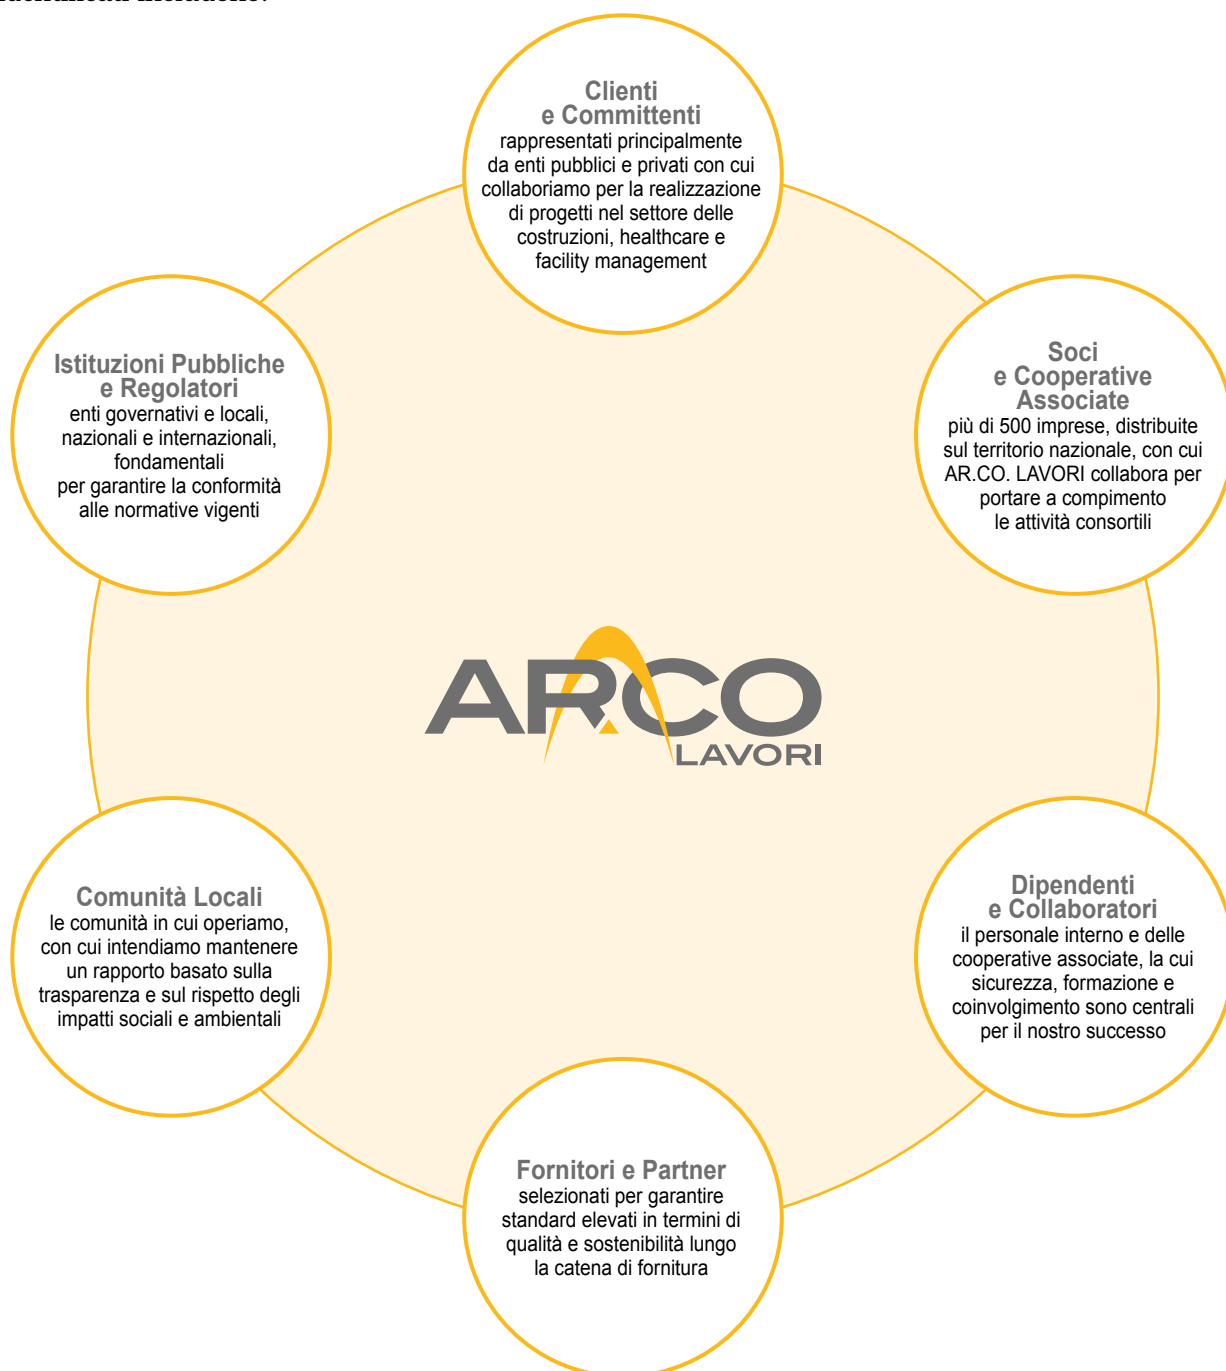 Clienti
e Committenti
rappresentati principalmente
da enti pubblici e privati con cui
collaboriamo per la realizzazione
di progetti nel settore delle
costruzioni, healthcare e
facility management
Istituzioni Pubbliche
e Regolatori
enti governativi e locali,
nazionali e internazionali,
fondamentali
per garantire la conformità
alle normative vigenti
Soci
e Cooperative
Associate
più di 500 imprese, distribuite
sul territorio nazionale, con cui
AR.CO. LAVORI collabora per
portare a compimento
le attività consortili
AR.CO
LAVORI
Comunità Locali
le comunità in cui operiamo,
con cui intendiamo mantenere
un rapporto basato sulla
trasparenza e sul rispetto degli
impatti sociali e ambientali
Dipendenti
e Collaboratori
il personale interno e delle
cooperative associate, la cui
sicurezza, formazione e
coinvolgimento sono centrali
per il nostro successo
Fornitori e Partner
selezionati per garantire
standard elevati in termini di
qualità e sostenibilità lungo
la catena di fornitura